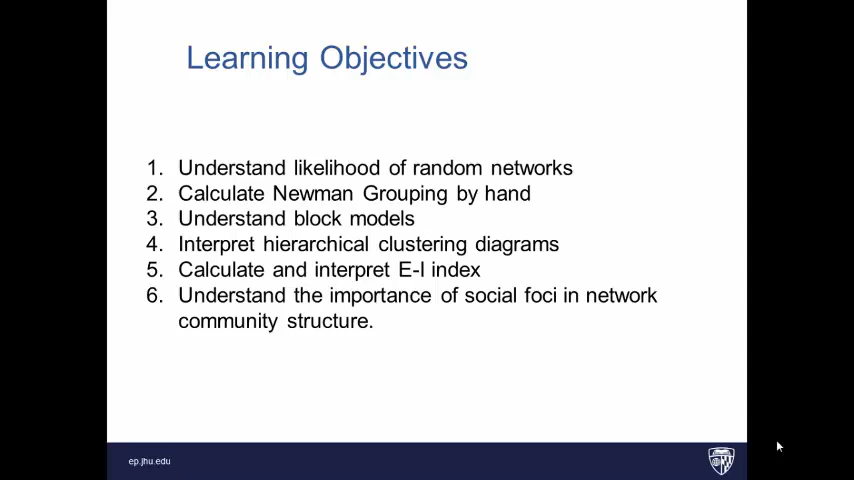 Learning Objectives
1. Understand likelihood of random networks
2. Calculate Newman Grouping by hand
3. Understand block models
4. Interpret hierarchical clustering diagrams
5. Calculate and interpret E-I index
6. Understand the importance of social foci in network
community structure.
ep.jhu.edu